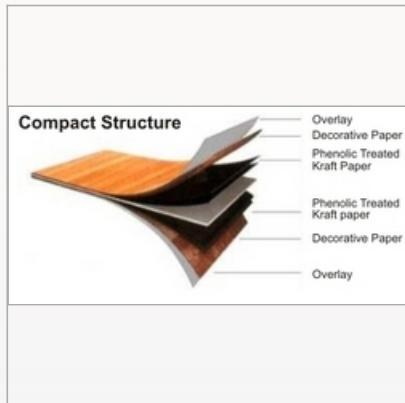 Compact Structure
Overlay
Decorative Paper
Phenolic Treated
Kraft Paper
Phenolic Treated
Kraft paper
Decorative Paper
Overlay